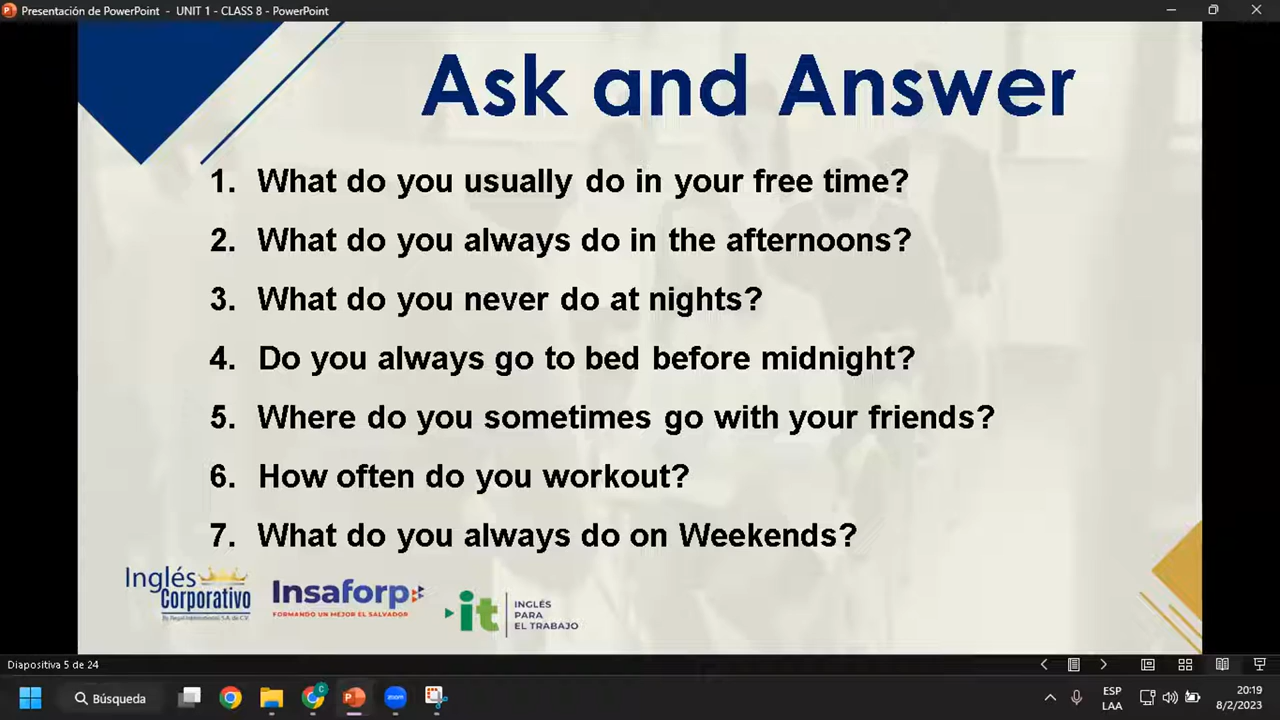 Presentación de PowerPoint - UNIT 1 - CLASS 8 - PowerPoint
Ask and Answer
1. What do you usually do in your free time?
2. What do you always do in the afternoons?
3. What do you never do at nights?
4. Do you always go to bed before midnight?
5. Where do you sometimes go with your friends?
6. How often do you workout?
7. What do you always do on Weekends?
Inglés
Corporativo
By Regal International S.A. de C.V.
Insaforp
FORMANDO UN MEJOR EL SALVADOR
it
INGLÉS
PARA
EL TRABAJO
Diapositiva 5 de 24
Búsqueda
zoom
ESP
LAA
20:19
8/2/2023